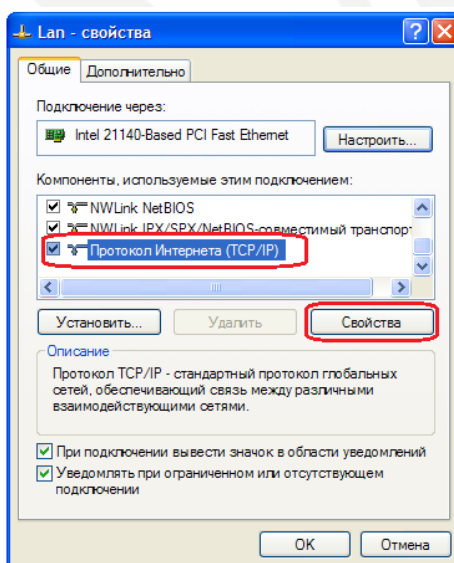 Lan - свойства
Общие Дополнительно
Подключение через:
Intel 21140-Based PCI Fast Ethernet
Настроить...
Компоненты, используемые этим подключением:
NWLink NetBIOS
NWLink IPX/SPX/NetBIOS-совместимый транспорт
Протокол Интернета (TCP/IP)
Установить... Удалить Свойства
Описание
Протокол TCP/IP - стандартный протокол глобальных
сетей, обеспечивающий связь между различными
взаимодействующими сетями.
При подключении вывести значок в области уведомлений
Уведомлять при ограниченном или отсутствующем
подключении
OK Отмена